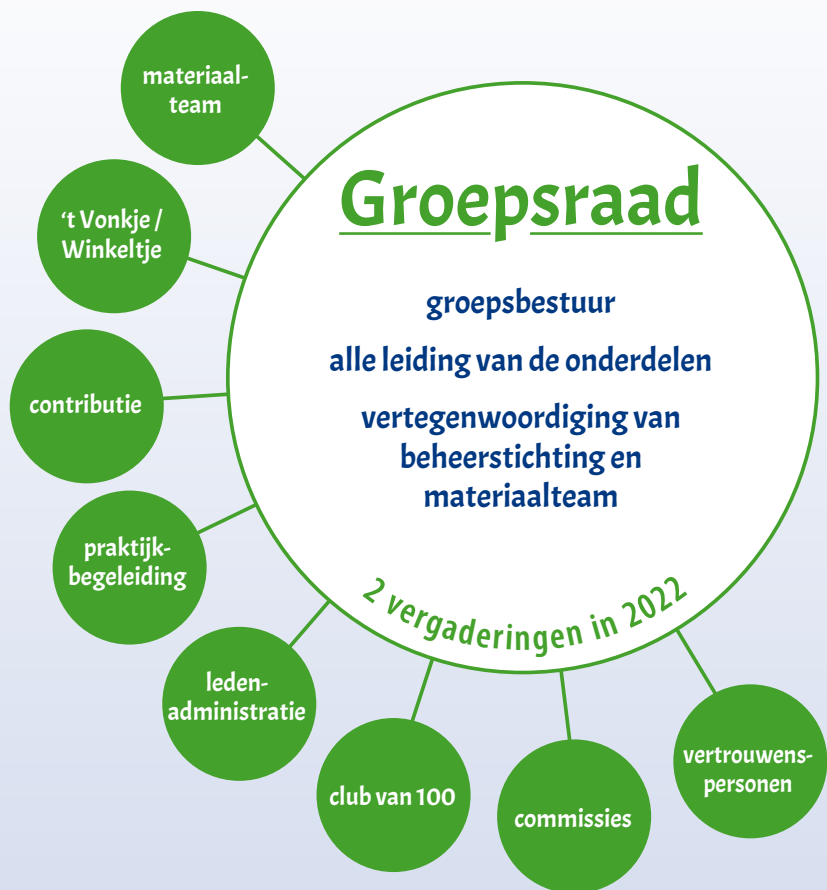 materiaal-
team
‘t Vonkje /
Winkeltje
contributie
praktijk-
begeleiding
leden-
administratie
club van 100
commissies
vertrouwens-
personen
Groepsraad
groepsbestuur
alle leiding van de onderdelen
vertegenwoordiging van
beheerstichting en
materiaalteam
2 vergaderingen in 2022